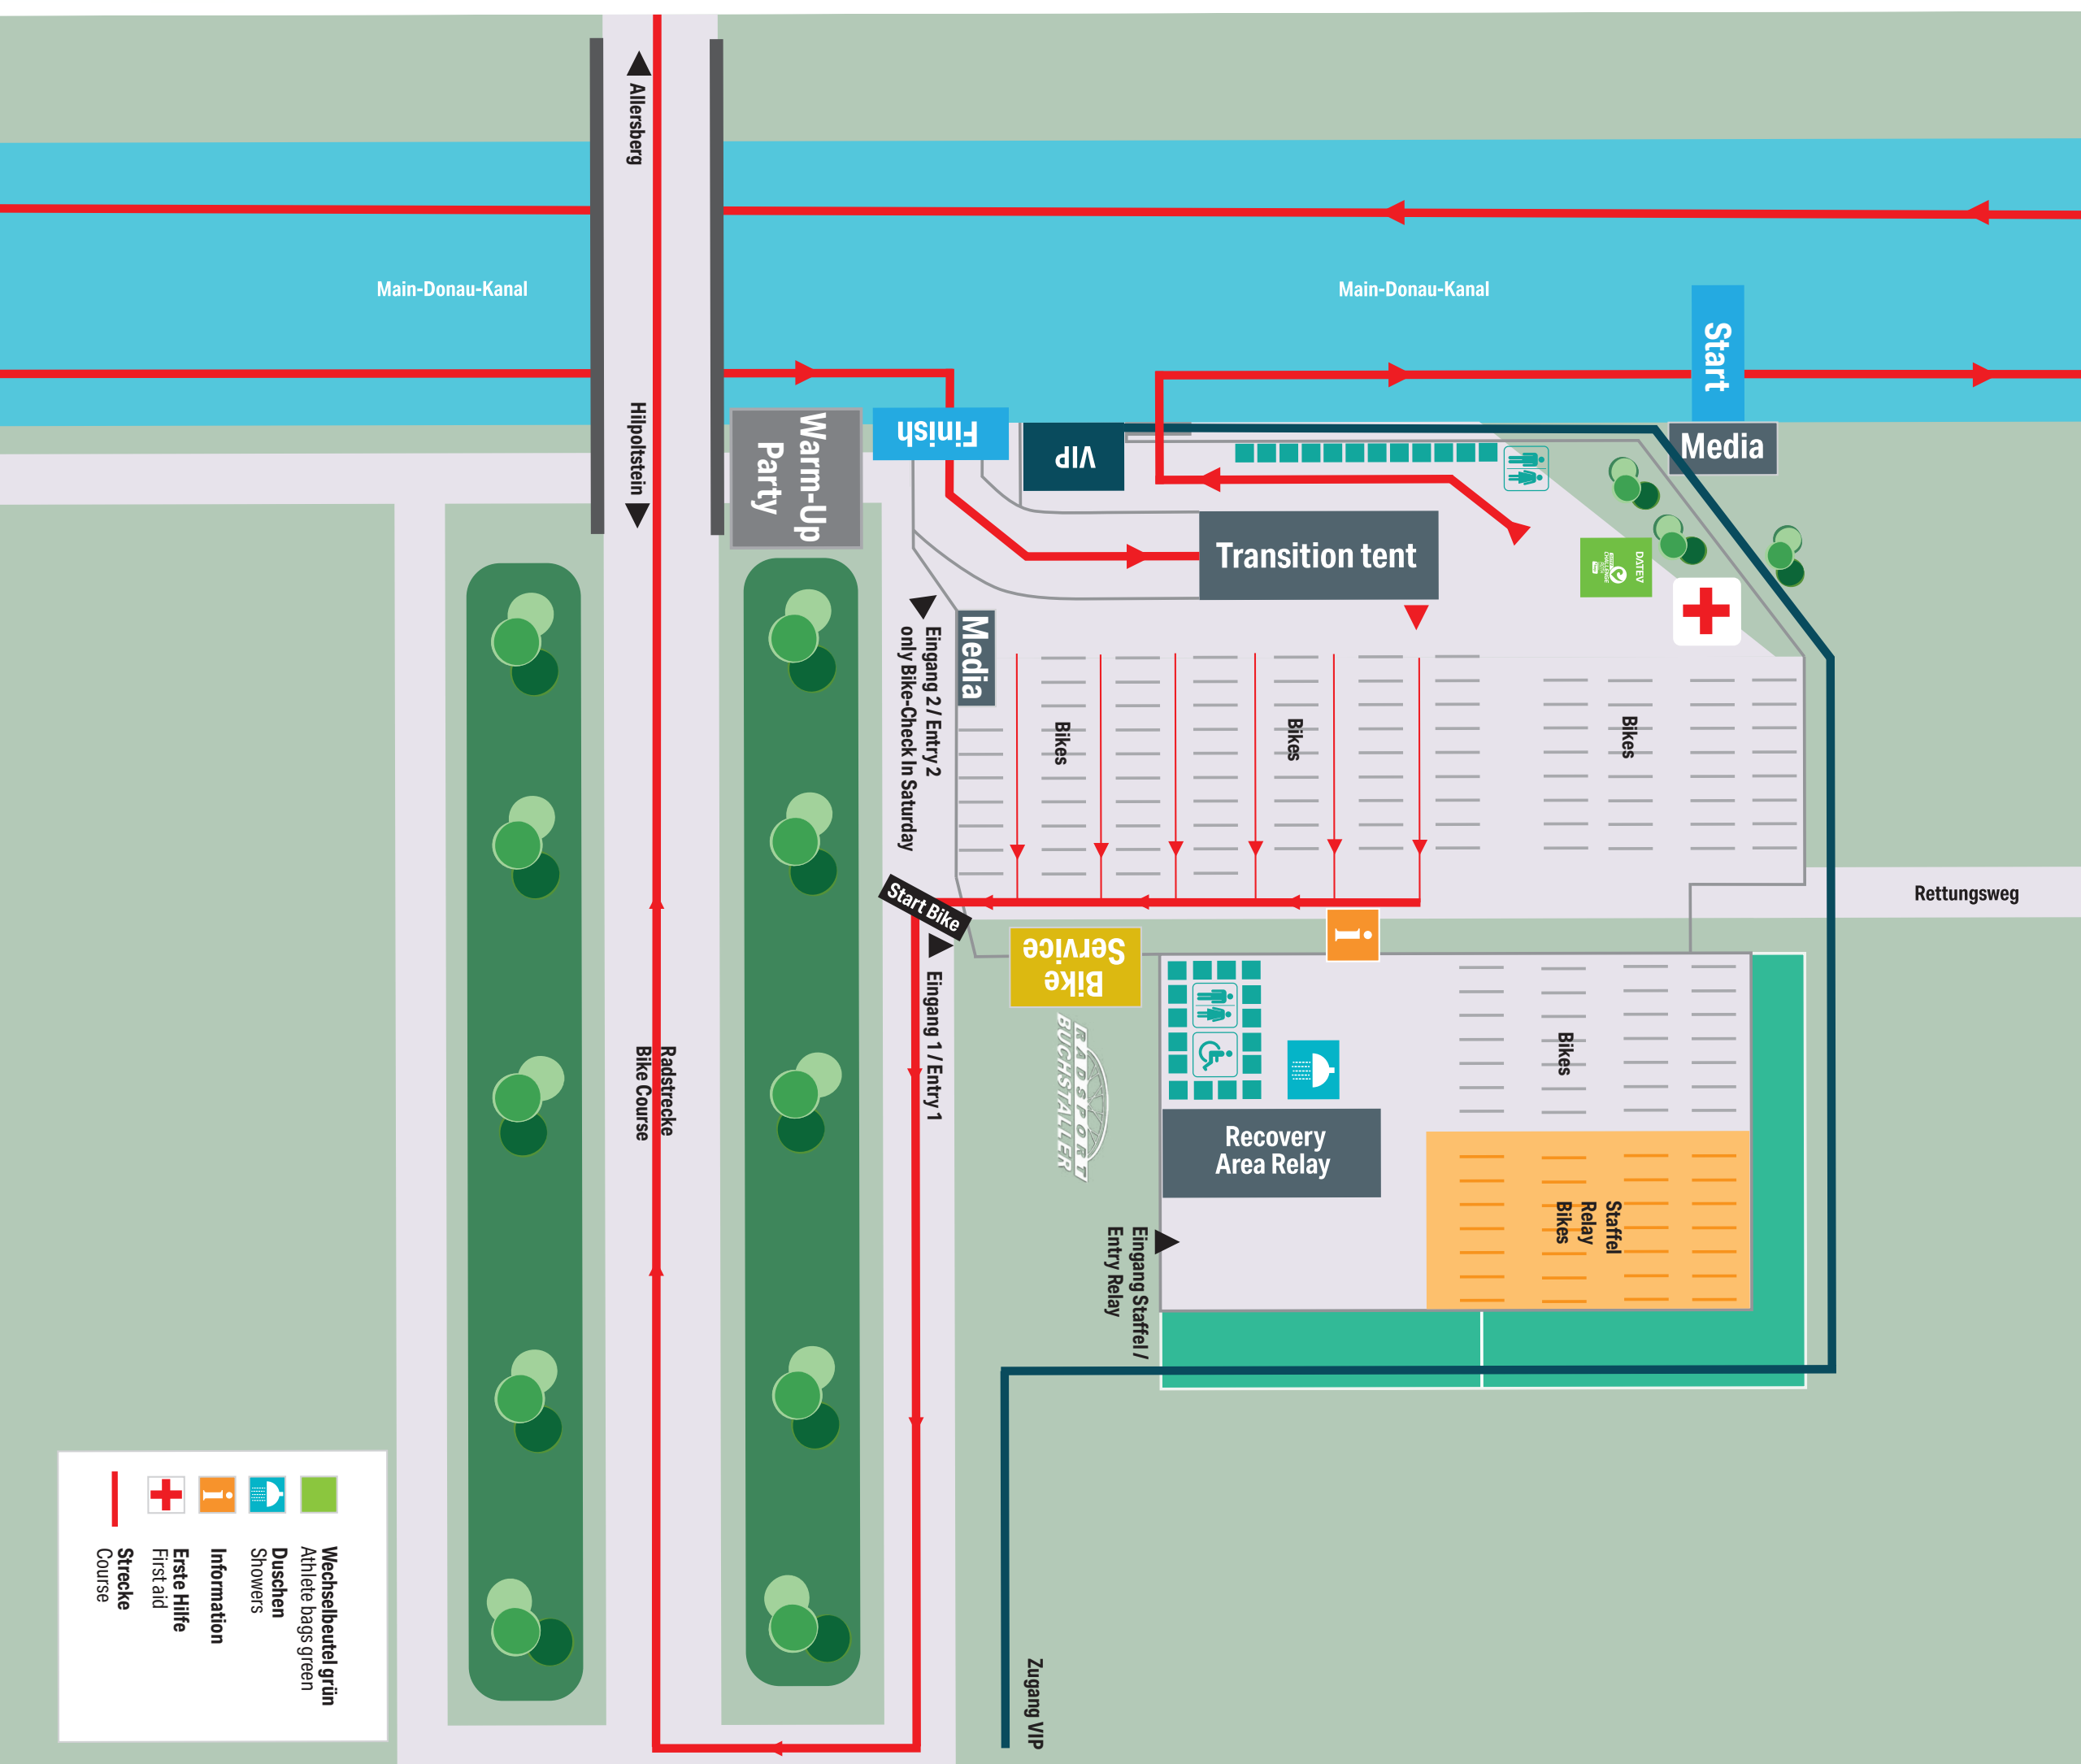 Allersberg
Main-Donau-Kanal
Main-Donau-Kanal
Start
Hilpoltstein
Warm-Up
Party
Finish
VIP
Media
Transition tent
DATEV
CHALLENGE
Media
Eingang 2 / Entry 2
only Bike-Check In Saturday
Bikes
Bikes
Bikes
Rettungsweg
Start Bike
Eingang 1 / Entry 1
Bike
Service
i
RADSPORT
BUCHSTALLER
Radstrecke
Bike Course
Bikes
Recovery
Area Relay
Staffel
Relay
Bikes
Eingang Staffel /
Entry Relay
Zugang VIP
Wechselbeutel grün
Athlete bags green
Duschen
Showers
i
Information
Erste Hilfe
First aid
Strecke
Course